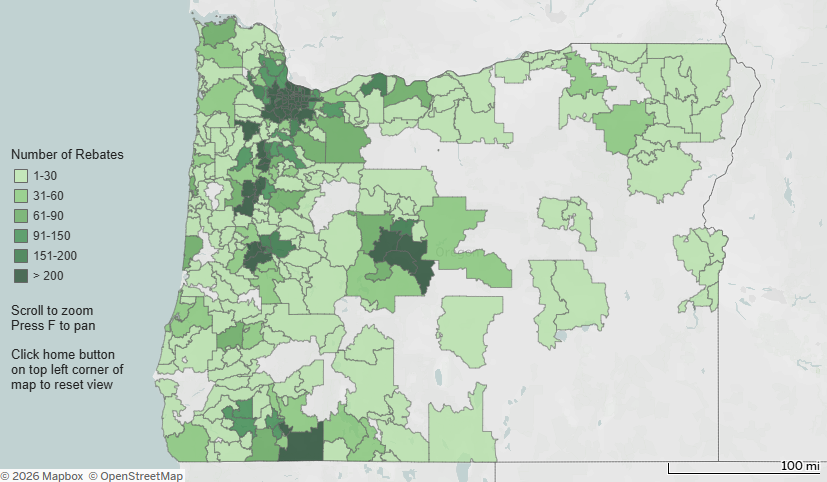 Number of Rebates
1-30
31-60
61-90
91-150
151-200
> 200
Scroll to zoom
Press F to pan
Click home button
on top left corner of
map to reset view
100 mi
© 2026 Mapbox © OpenStreetMap